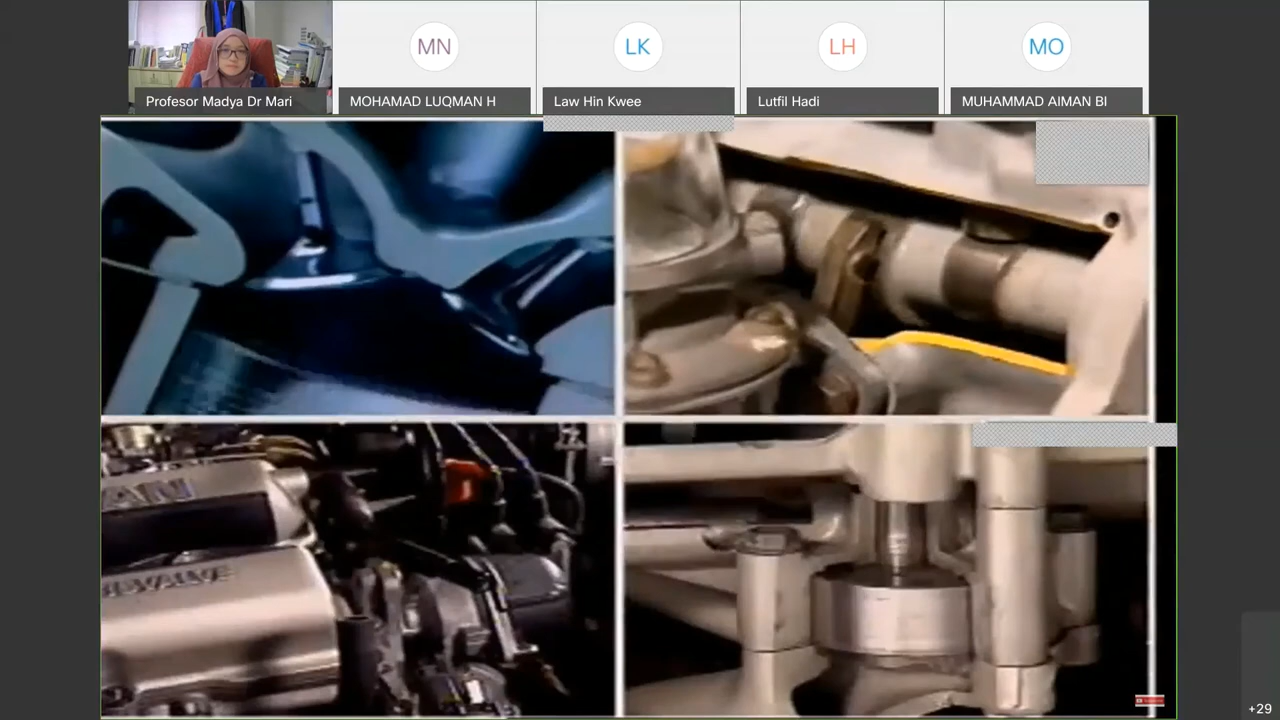 MN
LK
LH
MO
Profesor Madya Dr Mari
MOHAMAD LUQMAN H
Law Hin Kwee
Lutfil Hadi
MUHAMMAD AIMAN BI
+29